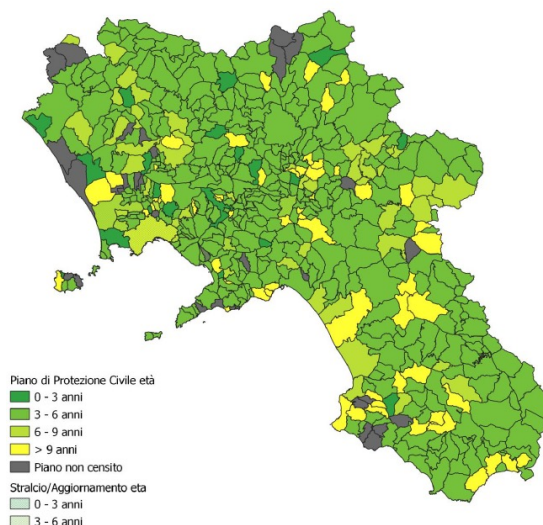 Piano di Protezione Civile età
0 - 3 anni
3 - 6 anni
6 - 9 anni
> 9 anni
Piano non censito
Stralcio/Aggiornamento eta
0 - 3 anni
3 - 6 anni